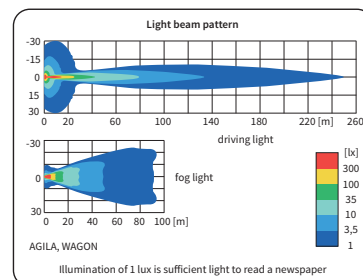 Light beam pattern
-30
-15
0
15
30
0 20 60 100 140 180 220 [m] 260
driving light
-30
0
30
0 20 40 60 80 100 [m]
fog light
[lx]
300
100
35
10
3,5
1
AGILA, WAGON
Illumination of 1 lux is sufficient light to read a newspaper